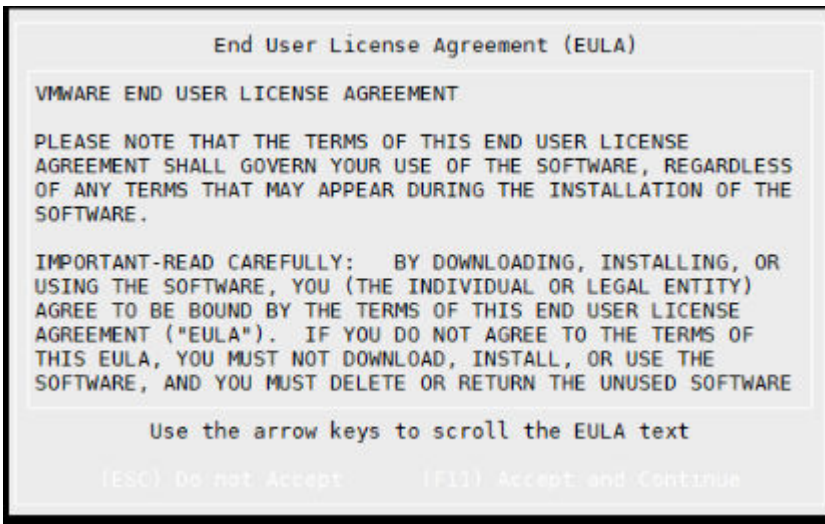 End User License Agreement (EULA)
VMWARE END USER LICENSE AGREEMENT
PLEASE NOTE THAT THE TERMS OF THIS END USER LICENSE
AGREEMENT SHALL GOVERN YOUR USE OF THE SOFTWARE, REGARDLESS
OF ANY TERMS THAT MAY APPEAR DURING THE INSTALLATION OF THE
SOFTWARE.
IMPORTANT-READ CAREFULLY:   BY DOWNLOADING, INSTALLING, OR
USING THE SOFTWARE, YOU (THE INDIVIDUAL OR LEGAL ENTITY)
AGREE TO BE BOUND BY THE TERMS OF THIS END USER LICENSE
AGREEMENT ("EULA").  IF YOU DO NOT AGREE TO THE TERMS OF
THIS EULA, YOU MUST NOT DOWNLOAD, INSTALL, OR USE THE
SOFTWARE, AND YOU MUST DELETE OR RETURN THE UNUSED SOFTWARE
Use the arrow keys to scroll the EULA text
(ESC) Do not Accept (F11) Accept and Continue